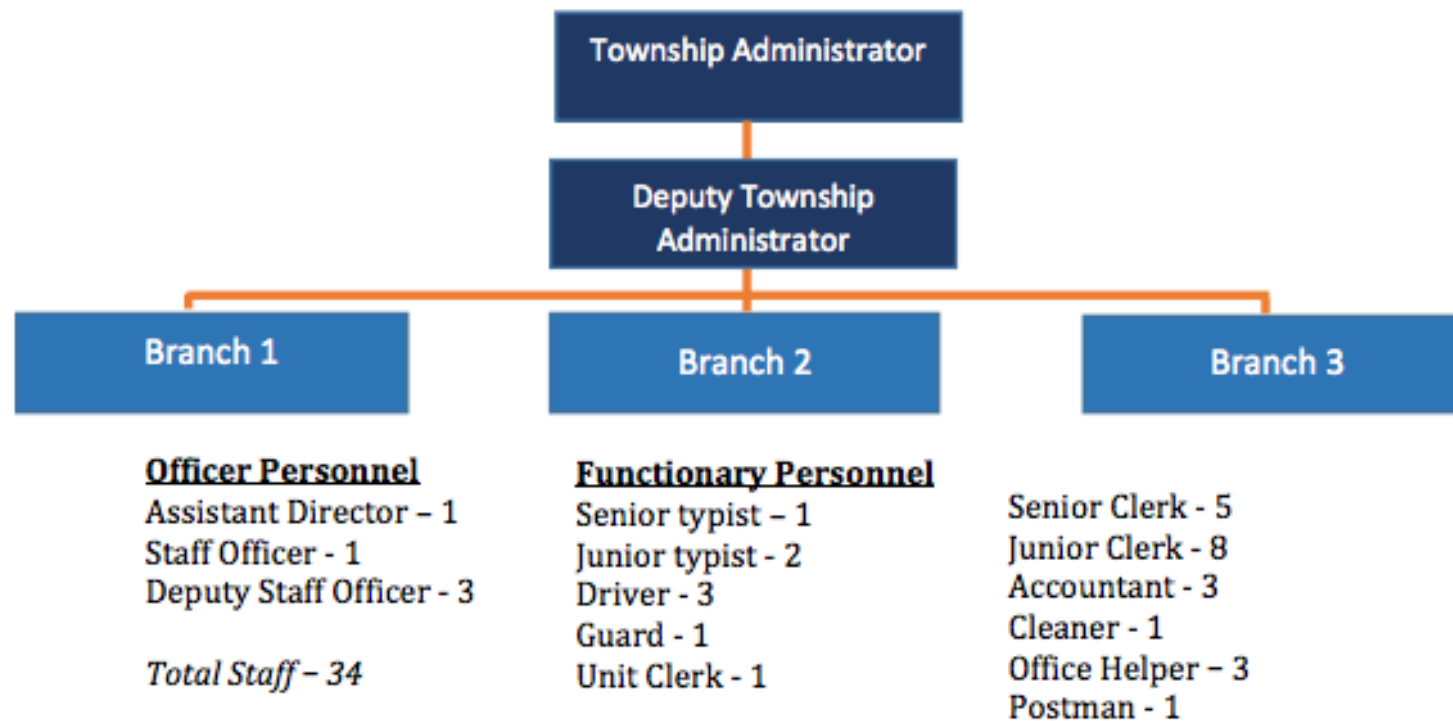 Township Administrator
Deputy Township
Administrator
Branch 1
Branch 2
Branch 3
Officer Personnel
Assistant Director – 1
Staff Officer - 1
Deputy Staff Officer - 3
Total Staff – 34
Functionary Personnel
Senior typist – 1
Junior typist - 2
Driver - 3
Guard - 1
Unit Clerk - 1
Senior Clerk - 5
Junior Clerk - 8
Accountant - 3
Cleaner - 1
Office Helper – 3
Postman - 1